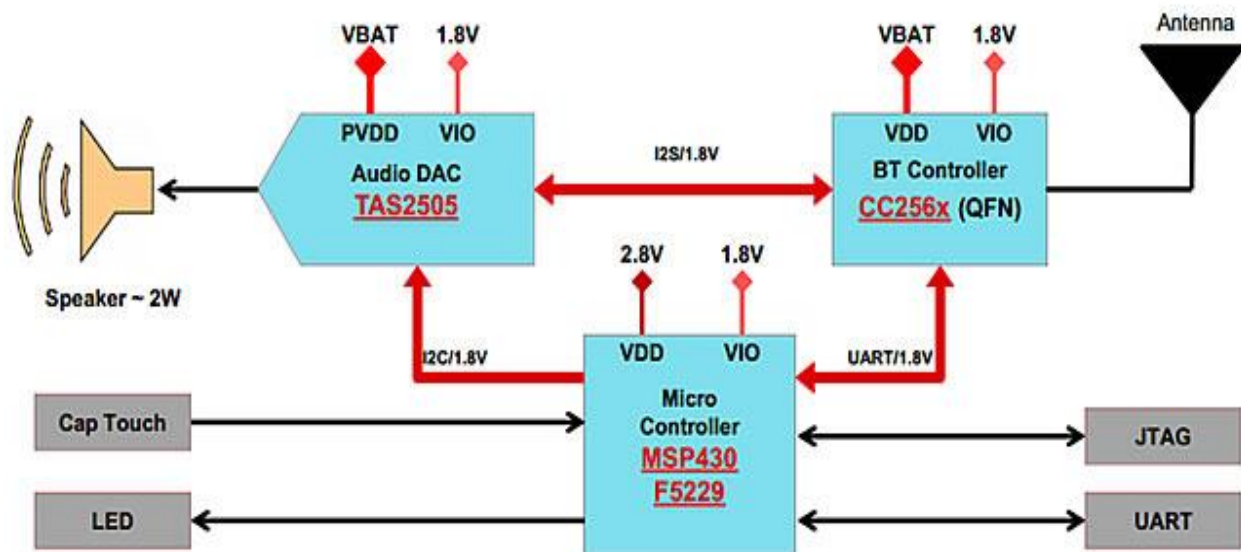 VBAT 1.8V
VBAT 1.8V
Antenna
PVDD VIO
Audio DAC
TAS2505
I2S/1.8V
VDD VIO
BT Controller
CC256x (QFN)
Speaker ~ 2W
2.8V 1.8V
I2C/1.8V
VDD VIO
UART/1.8V
Micro
Controller
MSP430
F5229
Cap Touch
LED
JTAG
UART